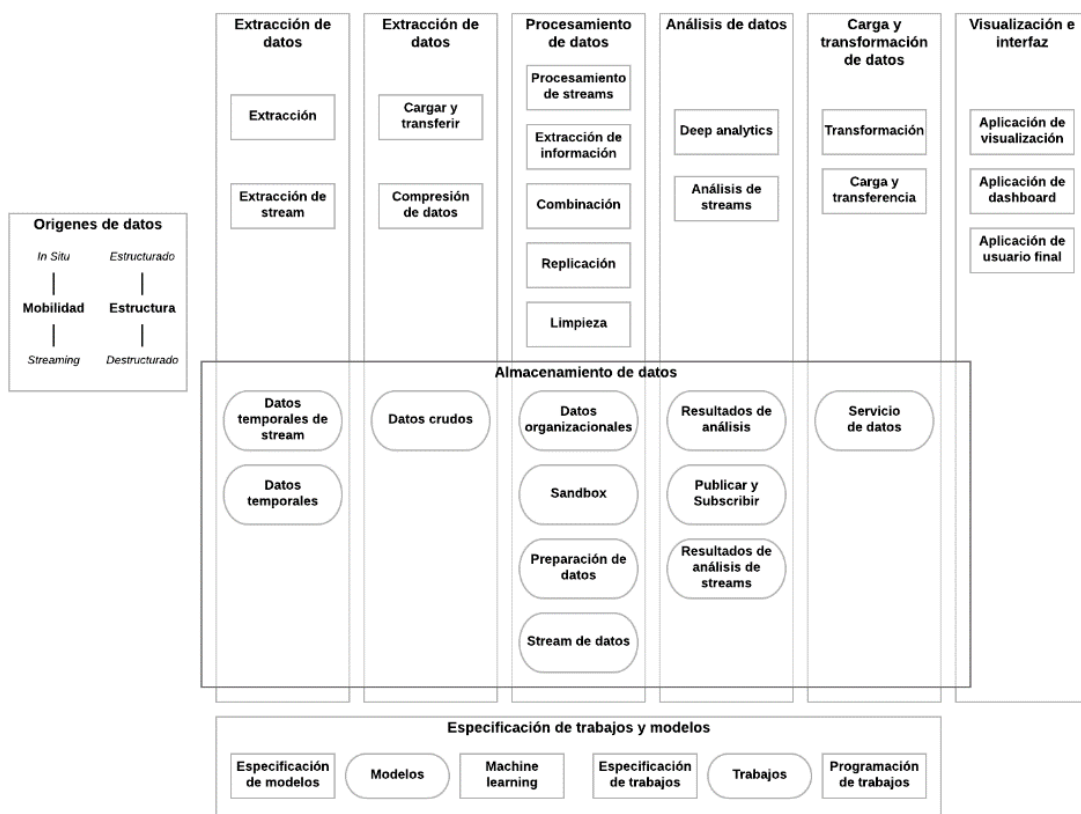 Extracción de
datos
Extracción
Extracción de
stream
Extracción de
datos
Cargar y
transferir
Compresión
de datos
Procesamiento
de datos
Procesamiento
de streams
Extracción de
información
Combinación
Replicación
Limpieza
Análisis de datos
Deep analytics
Análisis de
streams
Carga y
transformación
de datos
Transformación
Carga y
transferencia
Visualización e
interfaz
Aplicación de
visualización
Aplicación de
dashboard
Aplicación de
usuario final
Origenes de datos
In Situ
Mobilidad
Streaming
Estructurado
Estructura
Destructurado
Almacenamiento de datos
Datos
temporales de
stream
Datos
temporales
Datos crudos
Datos
organizacionales
Sandbox
Preparación de
datos
Stream de datos
Resultados de
análisis
Publicar y
Subscribir
Resultados de
análisis de
streams
Servicio
de datos
Especificación de trabajos y modelos
Especificación
de modelos
Modelos
Machine
learning
Especificación
de trabajos
Trabajos
Programación
de trabajos